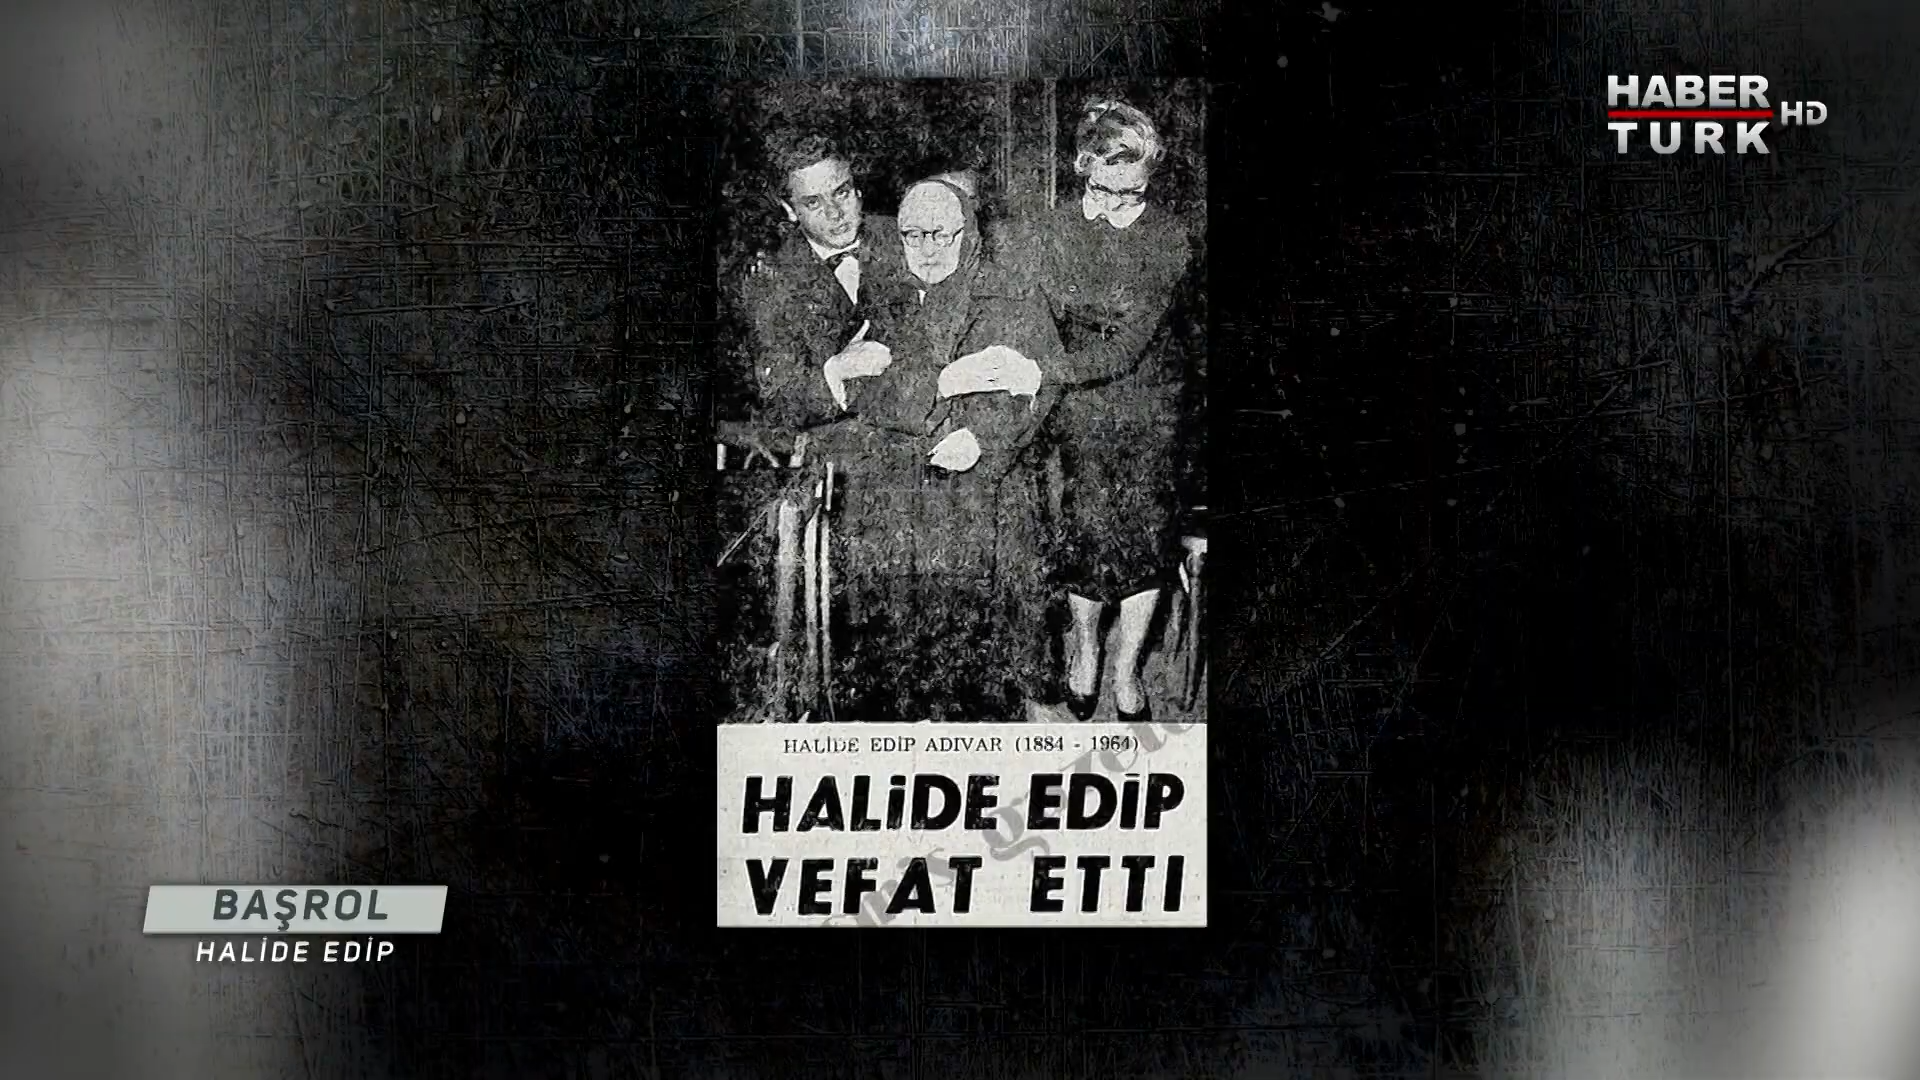 HABER
TURK HD
HALİDE EDİP ADIVAR (1884 - 1964)
HALİDE EDİP
VEFAT ETTİ
BAŞROL
HALİDE EDİP